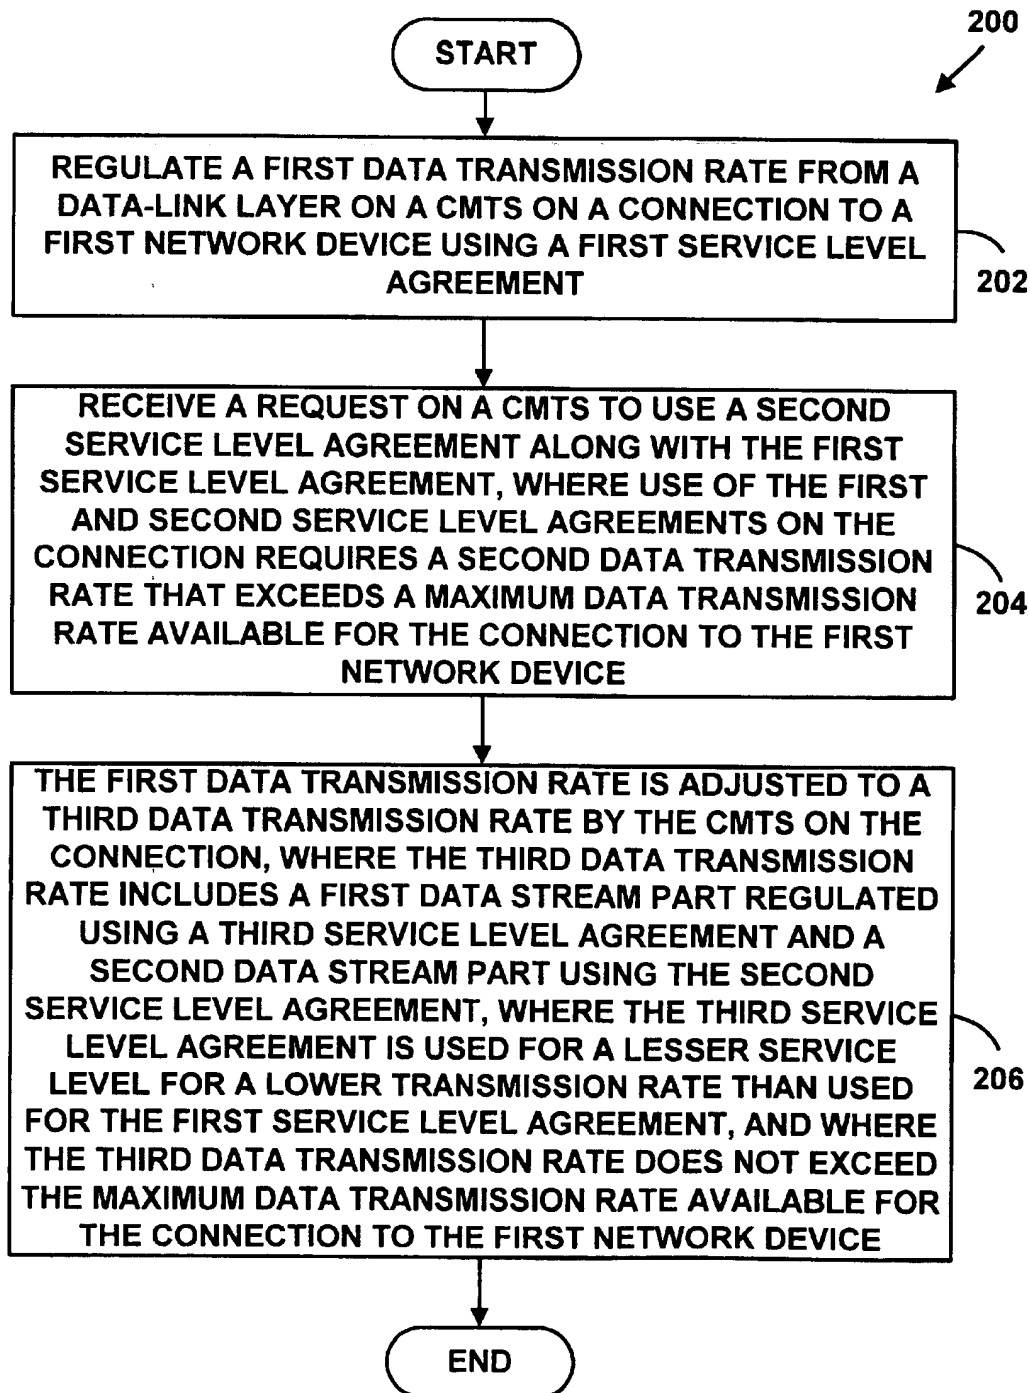 200
START
REGULATE A FIRST DATA TRANSMISSION RATE FROM A
DATA-LINK LAYER ON A CMTS ON A CONNECTION TO A
FIRST NETWORK DEVICE USING A FIRST SERVICE LEVEL
AGREEMENT
202
RECEIVE A REQUEST ON A CMTS TO USE A SECOND
SERVICE LEVEL AGREEMENT ALONG WITH THE FIRST
SERVICE LEVEL AGREEMENT, WHERE USE OF THE FIRST
AND SECOND SERVICE LEVEL AGREEMENTS ON THE
CONNECTION REQUIRES A SECOND DATA TRANSMISSION
RATE THAT EXCEEDS A MAXIMUM DATA TRANSMISSION
RATE AVAILABLE FOR THE CONNECTION TO THE FIRST
NETWORK DEVICE
204
THE FIRST DATA TRANSMISSION RATE IS ADJUSTED TO A
THIRD DATA TRANSMISSION RATE BY THE CMTS ON THE
CONNECTION, WHERE THE THIRD DATA TRANSMISSION
RATE INCLUDES A FIRST DATA STREAM PART REGULATED
USING A THIRD SERVICE LEVEL AGREEMENT AND A
SECOND DATA STREAM PART USING THE SECOND
SERVICE LEVEL AGREEMENT, WHERE THE THIRD SERVICE
LEVEL AGREEMENT IS USED FOR A LESSER SERVICE
LEVEL FOR A LOWER TRANSMISSION RATE THAN USED
FOR THE FIRST SERVICE LEVEL AGREEMENT, AND WHERE
THE THIRD DATA TRANSMISSION RATE DOES NOT EXCEED
THE MAXIMUM DATA TRANSMISSION RATE AVAILABLE FOR
THE CONNECTION TO THE FIRST NETWORK DEVICE
206
END